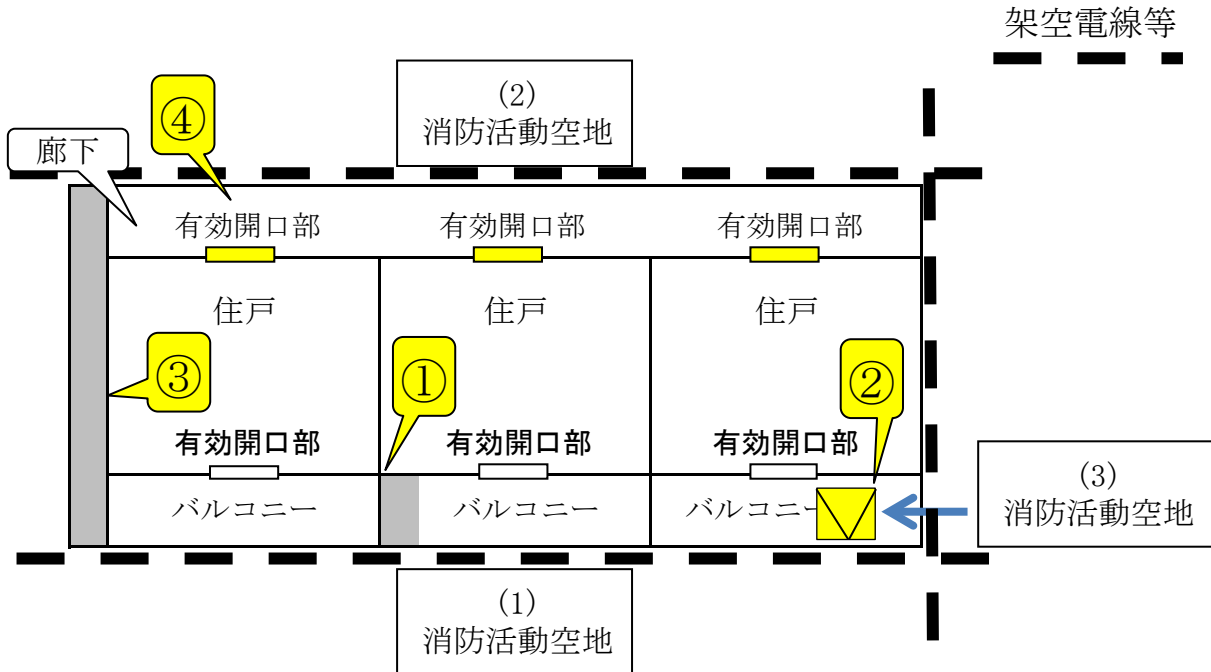 架空電線等
(2)
消防活動空地
④
廊下
有効開口部
有効開口部
有効開口部
住戸
住戸
住戸
③
①
②
有効開口部
有効開口部
有効開口部
バルコニー
バルコニー
バルコニー
(3)
消防活動空地
(1)
消防活動空地